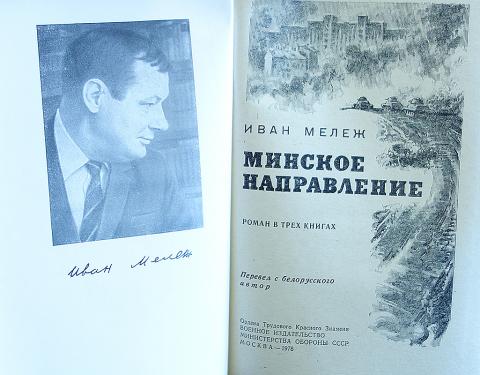 Иван Мележ
ИВАН МЕЛЕЖ
МИНСКОЕ
НАПРАВЛЕНИЕ
РОМАН В ТРЕХ КНИГАХ
Перевел с белорусского
автор
Ордена Трудового Красного Знамени
ВОЕННОЕ ИЗДАТЕЛЬСТВО
МИНИСТЕРСТВА ОБОРОНЫ СССР
МОСКВА—1978